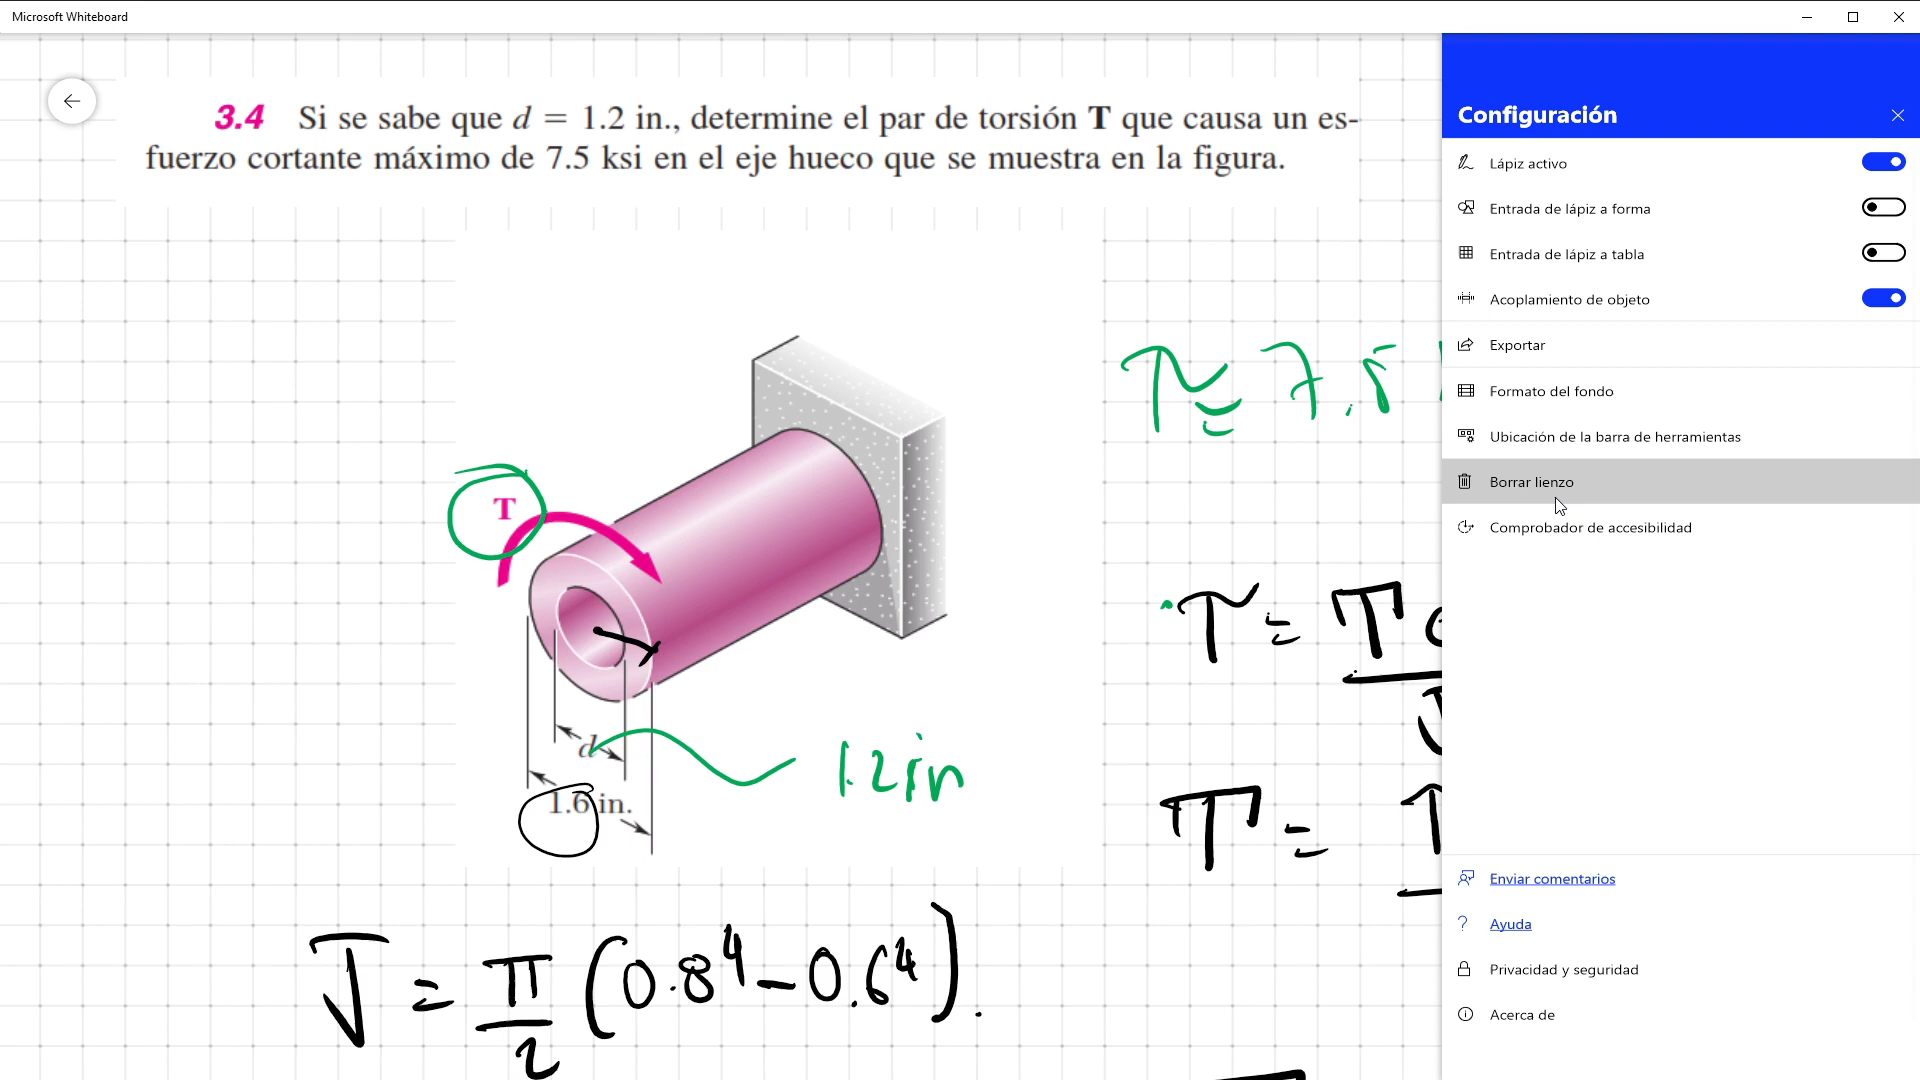 Microsoft Whiteboard
3.4 Si se sabe que d = 1.2 in., determine el par de torsión T que causa un es-
fuerzo cortante máximo de 7.5 ksi en el eje hueco que se muestra en la figura.
T
d
1.6 in.
1.2 in
τ = 7.5
τ = T
J
T =
J = π/2 (0.8⁴ - 0.6⁴).
Configuración
Lápiz activo
Entrada de lápiz a forma
Entrada de lápiz a tabla
Acoplamiento de objeto
Exportar
Formato del fondo
Ubicación de la barra de herramientas
Borrar lienzo
Comprobador de accesibilidad
Enviar comentarios
Ayuda
Privacidad y seguridad
Acerca de